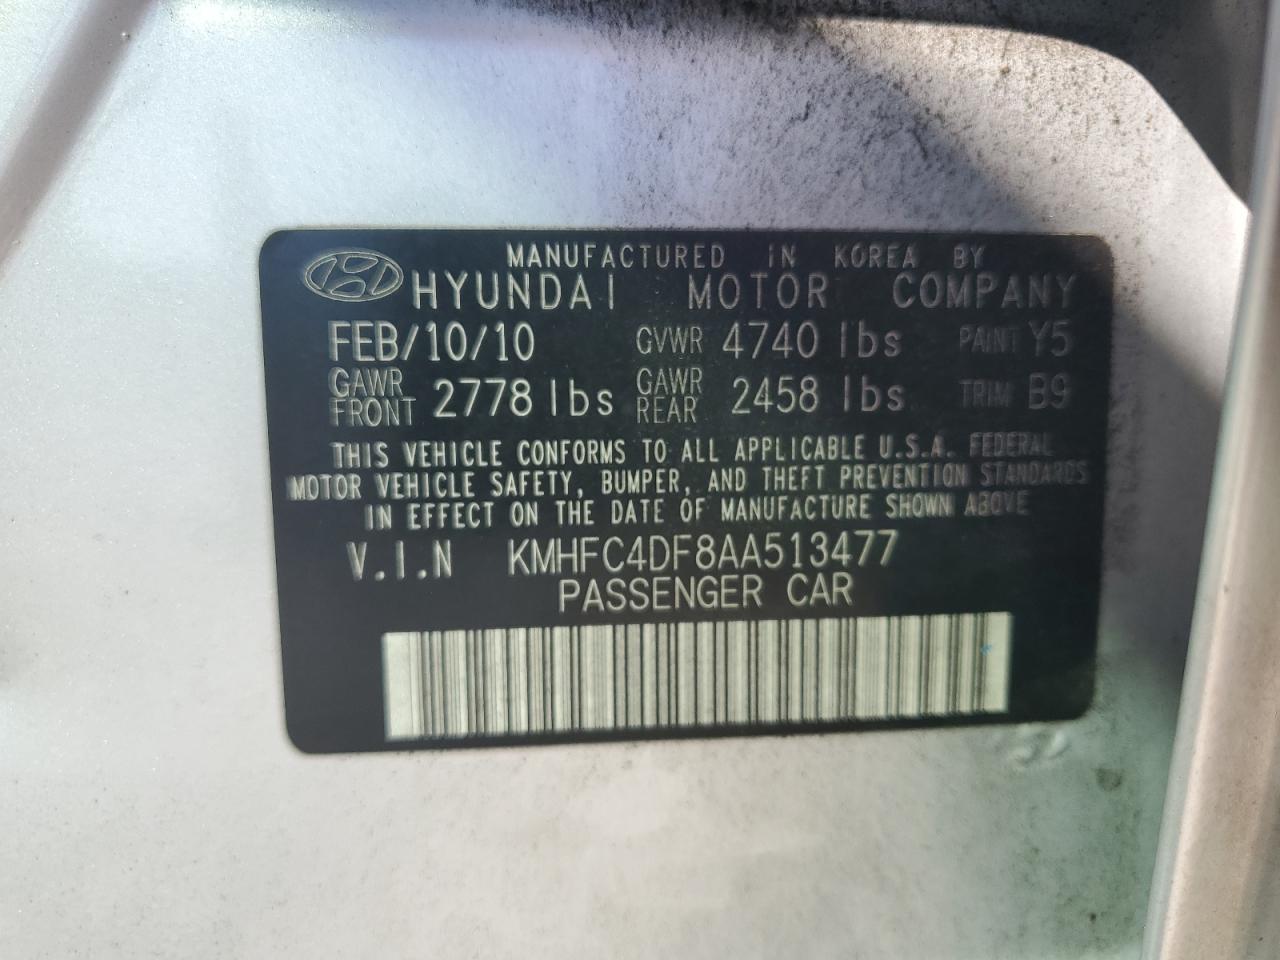 MANUFACTURED IN KOREA BY
HYUNDAI MOTOR COMPANY
FEB/10/10 GVWR 4740 lbs PAINT Y5
GAWR FRONT 2778 lbs GAWR REAR 2458 lbs TRIM B9
THIS VEHICLE CONFORMS TO ALL APPLICABLE U.S.A. FEDERAL
MOTOR VEHICLE SAFETY, BUMPER, AND THEFT PREVENTION STANDARDS
IN EFFECT ON THE DATE OF MANUFACTURE SHOWN ABOVE
V.I.N KMHFC4DF8AA513477
PASSENGER CAR